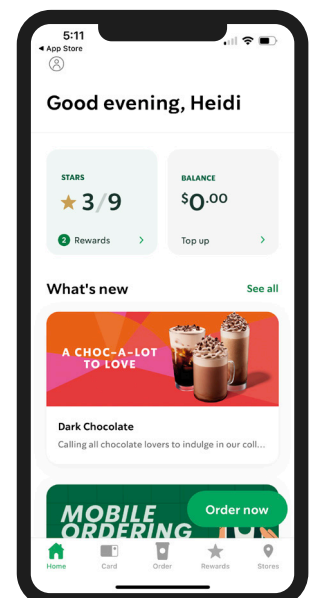 5:11
◀ App Store
Good evening, Heidi
STARS
3/9
2 Rewards >
BALANCE
$0.00
Top up >
What's new
See all
A CHOC-A-LOT
TO LOVE
Dark Chocolate
Calling all chocolate lovers to indulge in our coll...
MOBILE
ORDERING
Order now
Home
Card
Order
Rewards
Stores